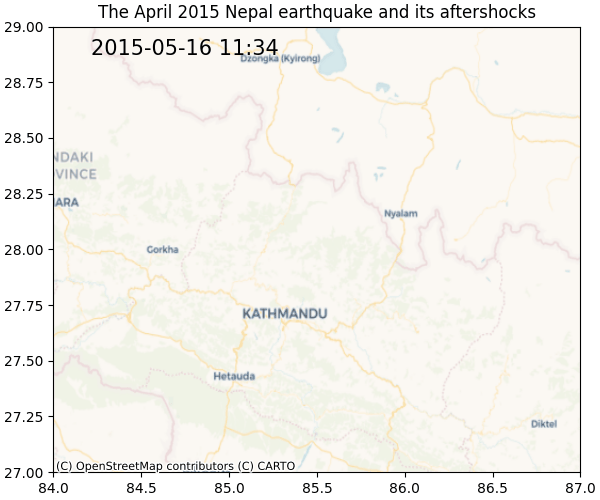 The April 2015 Nepal earthquake and its aftershocks
29.00
2015-05-16 11:34
Dzongka (Kyirong)
28.75
28.50
NDAKI
VINCE
28.25
ARA
Nyalam
28.00
Gorkha
27.75
KATHMANDU
27.50
Hetauda
27.25
Diktel
(C) OpenStreetMap contributors (C) CARTO
27.00
84.0 84.5 85.0 85.5 86.0 86.5 87.0